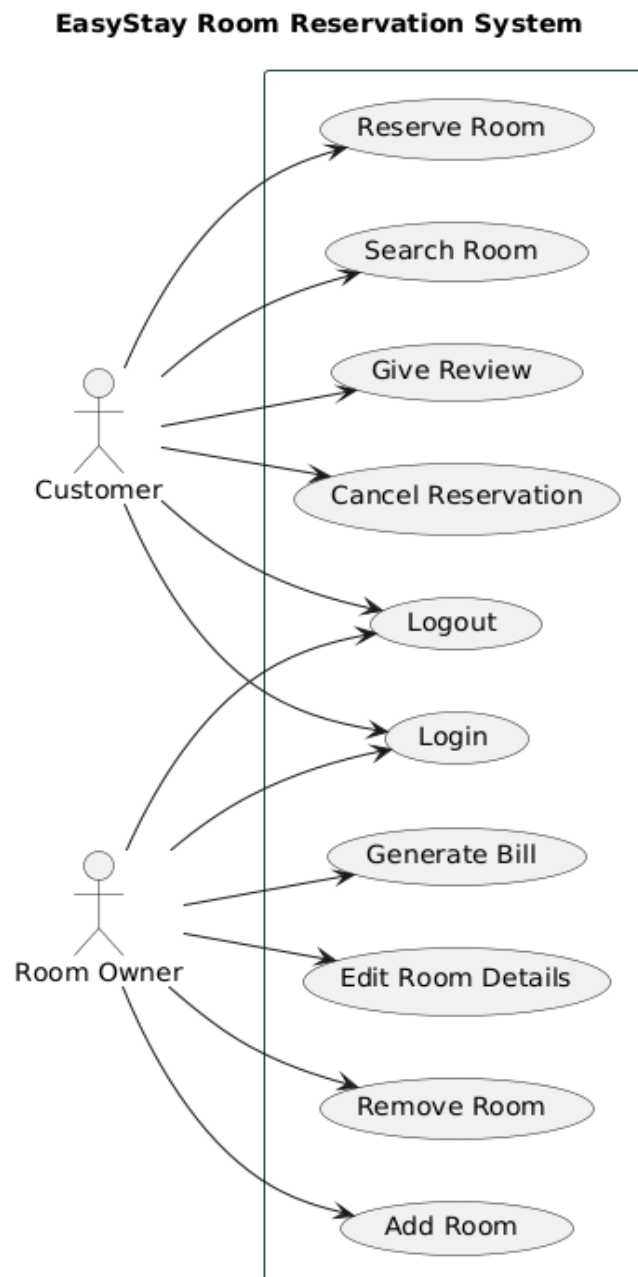 EasyStay Room Reservation System
Reserve Room
Search Room
Give Review
Cancel Reservation
Customer
Logout
Login
Generate Bill
Room Owner
Edit Room Details
Remove Room
Add Room